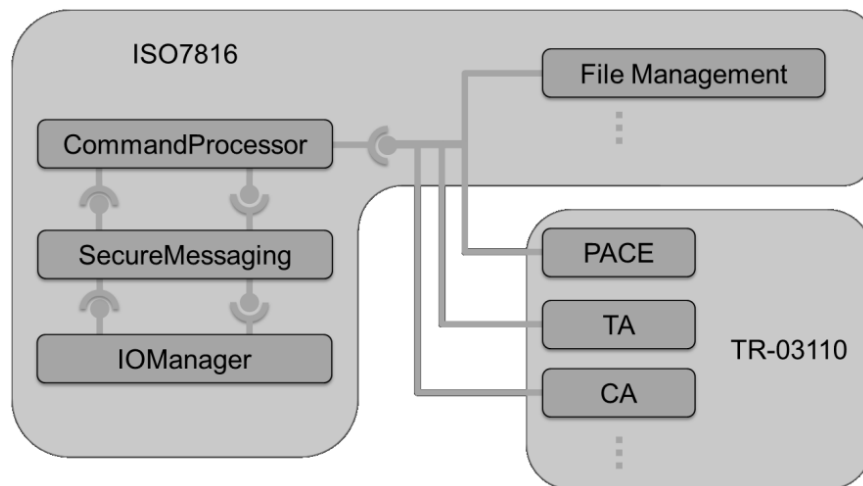 ISO7816
File Management
CommandProcessor
SecureMessaging
PACE
TA
IOManager
TR-03110
CA